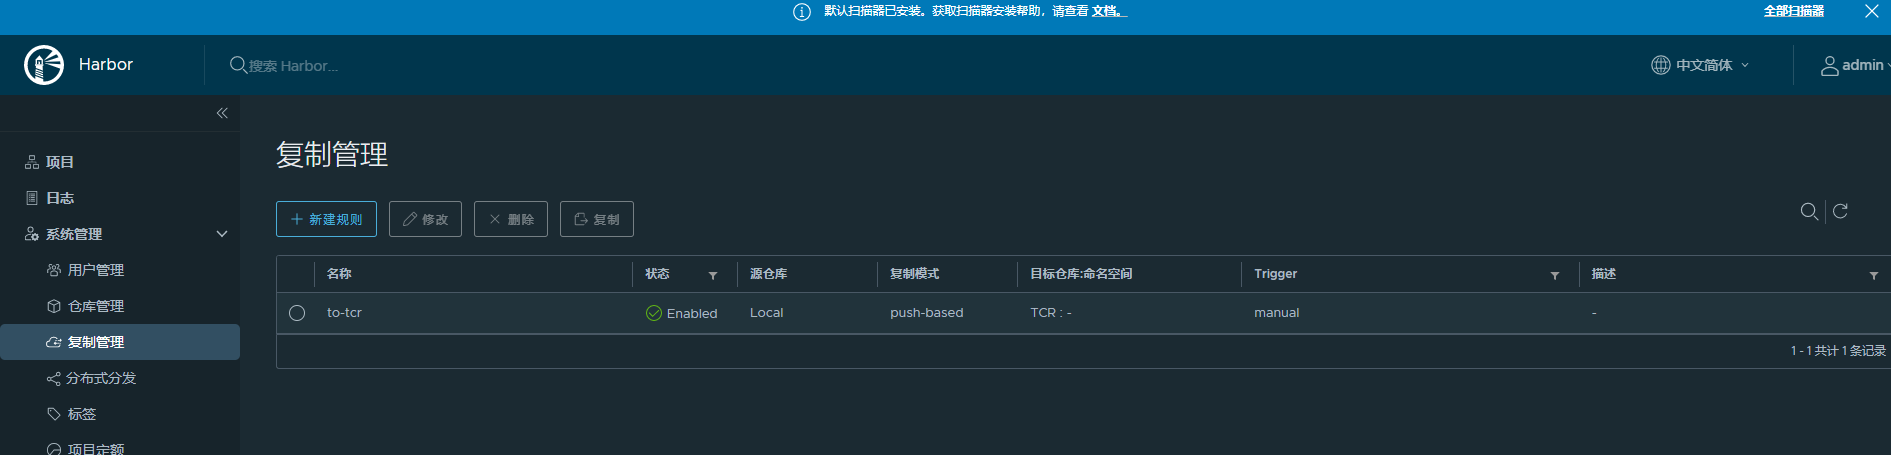 默认扫描器已安装。获取扫描器安装帮助，请查看 文档。 全部扫描器
Harbor 搜索 Harbor... 中文简体 admin
项目
日志
系统管理
用户管理
仓库管理
复制管理
分布式分发
标签
项目定额
复制管理
新建规则 修改 删除 复制
名称 状态 源仓库 复制模式 目标仓库:命名空间 Trigger 描述
to-tcr Enabled Local push-based TCR : - manual -
1 - 1 共计 1 条记录